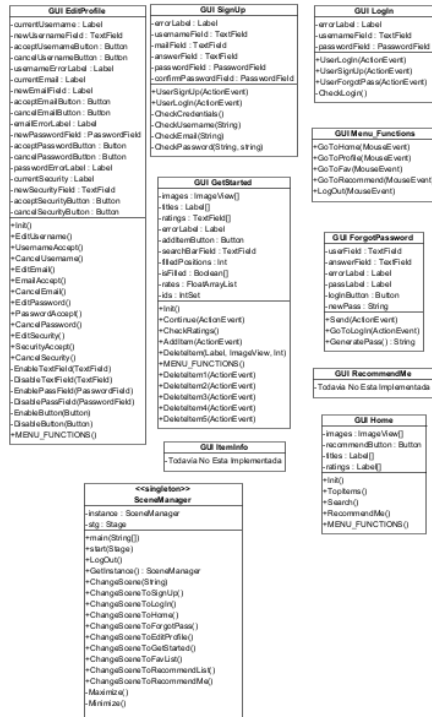 GUI EditProfile
-currentUsername : Label
-newUsernameField : TextField
-acceptUsernameButton : Button
-cancelUsernameButton : Button
-usernameErrorLabel : Label
-currentEmail : Label
-newEmailField : Label
-acceptEmailButton : Button
-cancelEmailButton : Button
-emailErrorLabel : Label
-newPasswordField : PasswordField
-acceptPasswordButton : Button
-cancelPasswordButton : Button
-passwordErrorLabel : Label
-currentSecurity : Label
-newSecurityField : TextField
-acceptSecurityButton : Button
-cancelSecurityButton : Button
+Init()
+EditUsername()
+UsernameAccept()
+CancelUsername()
+EditEmail()
+EmailAccept()
+CancelEmail()
+EditPassword()
+PasswordAccept()
+CancelPassword()
+EditSecurity()
+SecurityAccept()
+CancelSecurity()
-EnableTextField(TextField)
-DisableTextField(TextField)
-EnablePassField(PasswordField)
-DisablePassField(PasswordField)
-EnableButton(Button)
-DisableButton(Button)
+MENU_FUNCTIONS()
GUI SignUp
-errorLabel : Label
-usernameField : TextField
-mailField : TextField
-answerField : TextField
-passwordField : PasswordField
-confirmPasswordField : PasswordField
+UserSignUp(ActionEvent)
+UserLogIn(ActionEvent)
-CheckCredentials()
-CheckUsername(String)
-CheckEmail(String)
-CheckPassword(String, string)
GUI LogIn
-errorLabel : Label
-usernameField : TextField
-passwordField : PasswordField
+UserLogIn(ActionEvent)
+UserSignUp(ActionEvent)
+UserForgotPass(ActionEvent)
-CheckLogin()
GUI Menu_Functions
+GoToHome(MouseEvent)
+GoToProfile(MouseEvent)
+GoToFav(MouseEvent)
+GoToRecommend(MouseEvent)
+LogOut(MouseEvent)
GUI GetStarted
-images : ImageView[]
-titles : Label[]
-ratings : TextField[]
-errorLabel : Label
-addItemButton : Button
-searchBarField : TextField
-filledPositions : Int
-isFilled : Boolean[]
-rates : FloatArrayList
-ids : IntSet
+Init()
+Continue(ActionEvent)
+CheckRatings()
+AddItem(ActionEvent)
+DeleteItem(Label, ImageView, Int)
+MENU_FUNCTIONS()
+DeleteItem1(ActionEvent)
+DeleteItem2(ActionEvent)
+DeleteItem3(ActionEvent)
+DeleteItem4(ActionEvent)
+DeleteItem5(ActionEvent)
GUI ForgotPassword
-userField : TextField
-answerField : TextField
-errorLabel : Label
-passLabel : Label
-loginButton : Button
-newPass : String
+Send(ActionEvent)
+GoToLogIn(ActionEvent)
+GeneratePass() : String
GUI RecommendMe
-Todavia No Esta Implementada
GUI ItemInfo
-Todavia No Esta Implementada
GUI Home
-images : ImageView[]
-recommendButton : Button
-titles : Label[]
-ratings : Label[]
+Init()
+TopItems()
+Search()
+RecommendMe()
+MENU_FUNCTIONS()
<<singleton>>
SceneManager
-instance : SceneManager
-stg : Stage
+main(String[])
+start(Stage)
+LogOut()
+GetInstance() : SceneManager
+ChangeScene(String)
+ChangeSceneToSignUp()
+ChangeSceneToLogIn()
+ChangeSceneToHome()
+ChangeSceneToForgotPass()
+ChangeSceneToEditProfile()
+ChangeSceneToGetStarted()
+ChangeSceneToFavList()
+ChangeSceneToRecommendList()
+ChangeSceneToRecommendMe()
-Maximize()
-Minimize()